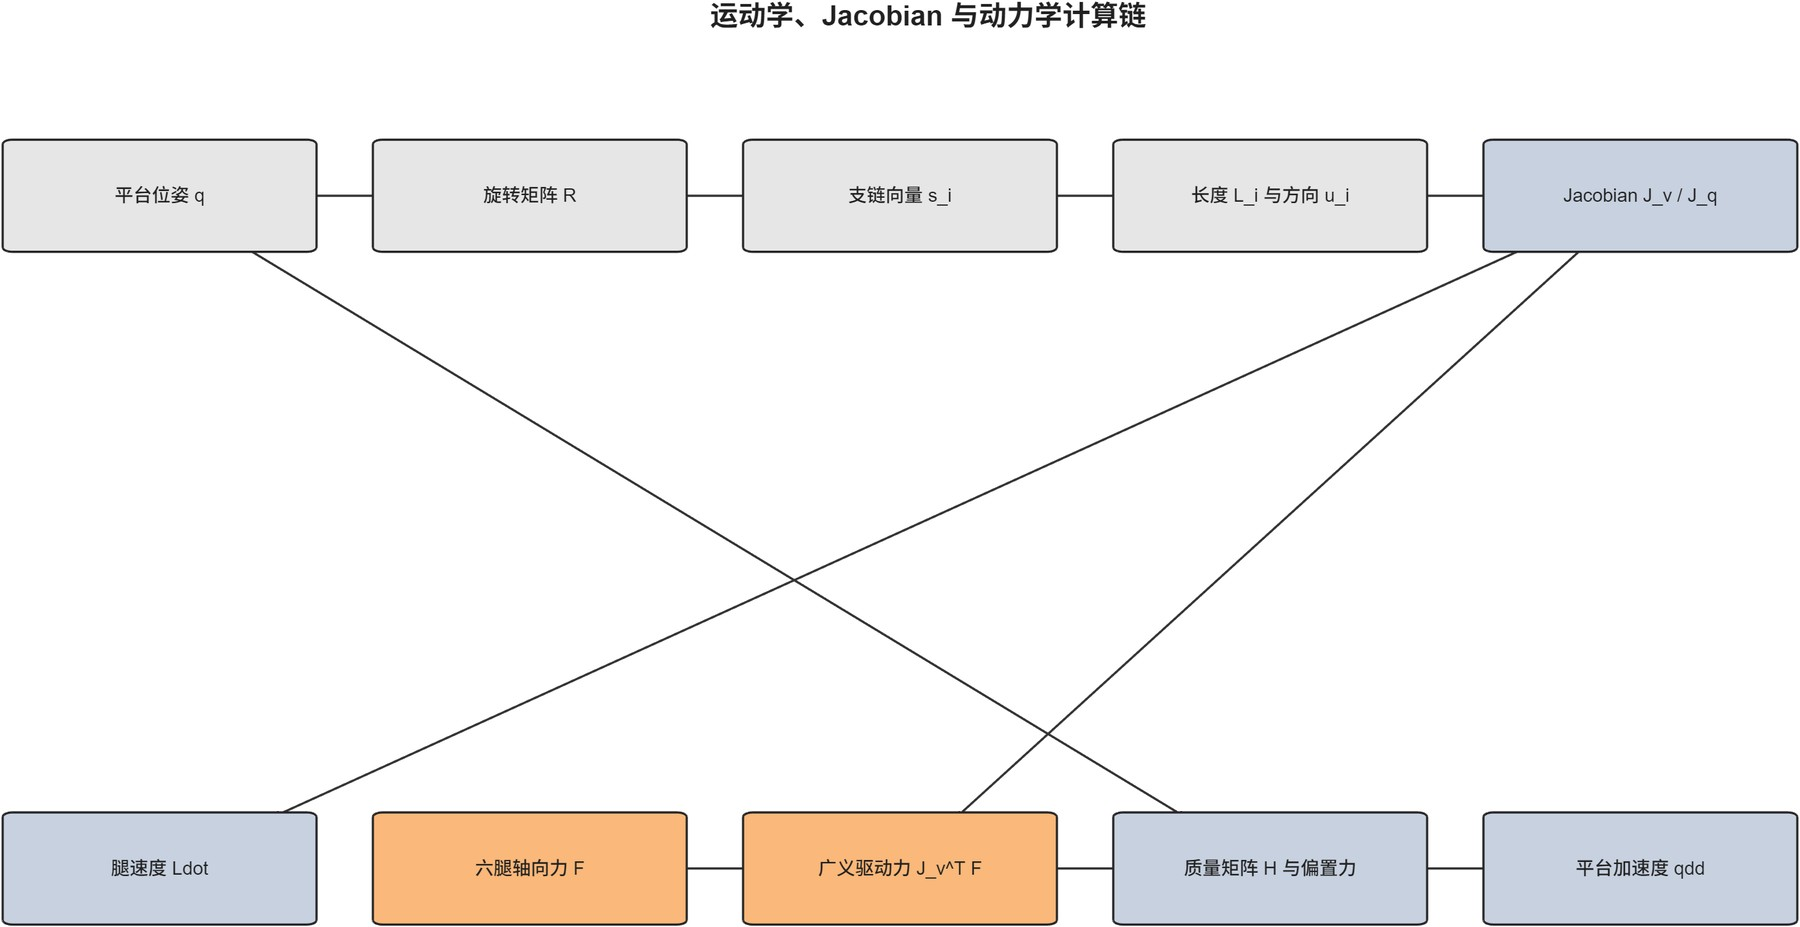 运动学、Jacobian 与动力学计算链
平台位姿 q
旋转矩阵 R
支链向量 s_i
长度 L_i 与方向 u_i
Jacobian J_v / J_q
腿速度 Ldot
六腿轴向力 F
广义驱动力 J_v^T F
质量矩阵 H 与偏置力
平台加速度 qdd